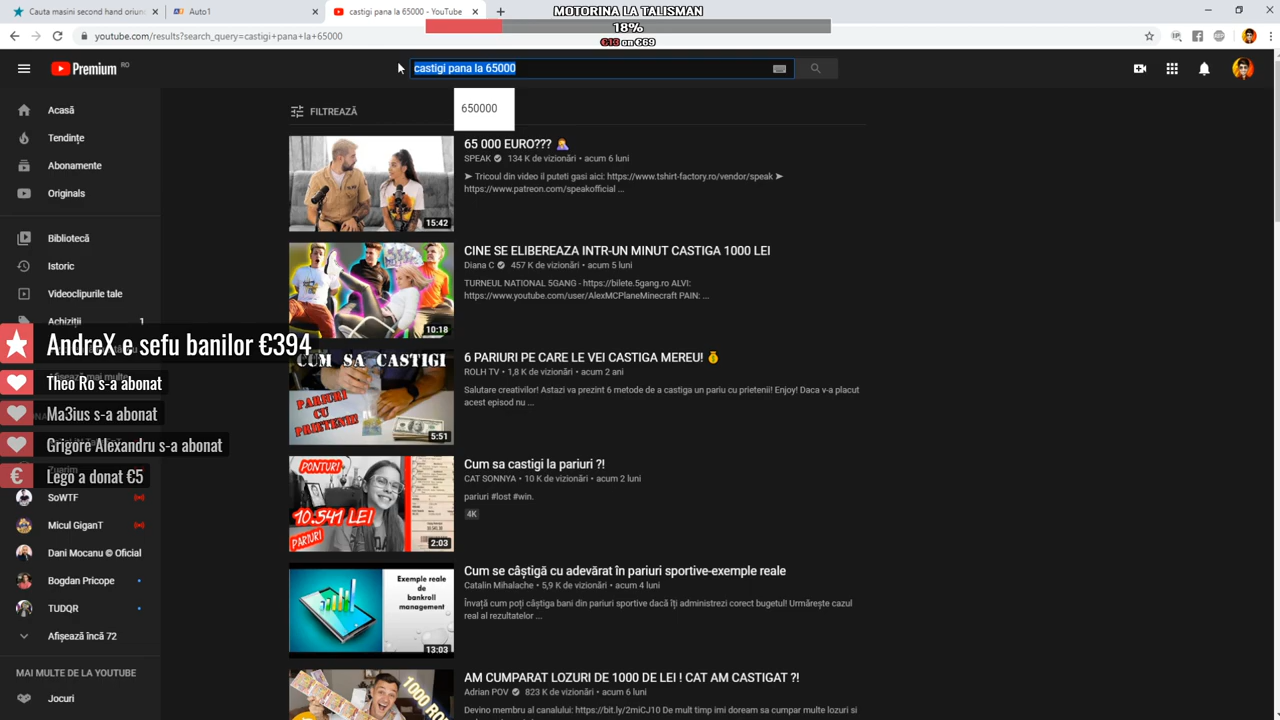 Cauta masini second hand oriund
Auto1
castigi pana la 65000 - YouTube
MOTORINA LA TALISMAN
18%
€13 an €69
youtube.com/results?search_query=castigi+pana+la+65000
Premium RO
castigi pana la 65000
650000
FILTREAZĂ
Acasă
Tendințe
Abonamente
Originals
Bibliotecă
Istoric
Videoclipurile tale
Achiziții 1
AndreX e sefu banilor €394
Theo Ro s-a abonat
Ma3ius s-a abonat
Grigore Alexandru s-a abonat
Lego a donat €5
SoWTF
Micul GiganT
Dani Mocanu © Oficial
Bogdan Pricope
TUDQR
Afișează încă 72
MAI MULTE DE LA YOUTUBE
Jocuri
65 000 EURO???
SPEAK 134 K de vizionări • acum 6 luni
➤ Tricoul din video il puteti gasi aici: https://www.tshirt-factory.ro/vendor/speak ➤
https://www.patreon.com/speakofficial ...
15:42
CINE SE ELIBEREAZA INTR-UN MINUT CASTIGA 1000 LEI
Diana C 457 K de vizionări • acum 5 luni
TURNEUL NATIONAL 5GANG - https://bilete.5gang.ro ALVI:
https://www.youtube.com/user/AlexMCPlaneMinecraft PAIN: ...
10:18
6 PARIURI PE CARE LE VEI CASTIGA MEREU!
ROLH TV • 1,8 K de vizionări • acum 2 ani
Salutare creativilor! Astazi va prezint 6 metode de a castiga un pariu cu prietenii! Enjoy! Daca v-a placut
acest episod nu ...
CUM SA CASTIGI
PARIURI
CU
PRIETENII!
5:51
Cum sa castigi la pariuri ?!
CAT SONNYA • 10 K de vizionări • acum 2 luni
pariuri #lost #win.
4K
PONTURI
10.541 LEI
PARIURI
2:03
Cum se câștigă cu adevărat în pariuri sportive-exemple reale
Catalin Mihalache • 5,9 K de vizionări • acum 4 luni
Învață cum poți câștiga bani din pariuri sportive dacă îți administrezi corect bugetul! Urmărește cazul
real al rezultatelor ...
Exemple reale
de
bankroll
management
13:03
AM CUMPARAT LOZURI DE 1000 DE LEI ! CAT AM CASTIGAT ?!
Adrian POV 823 K de vizionări • acum 6 luni
Devino membru al canalului: https://bit.ly/2miCJ10 De mult timp imi doream sa cumpar multe lozuri si
1000 RO